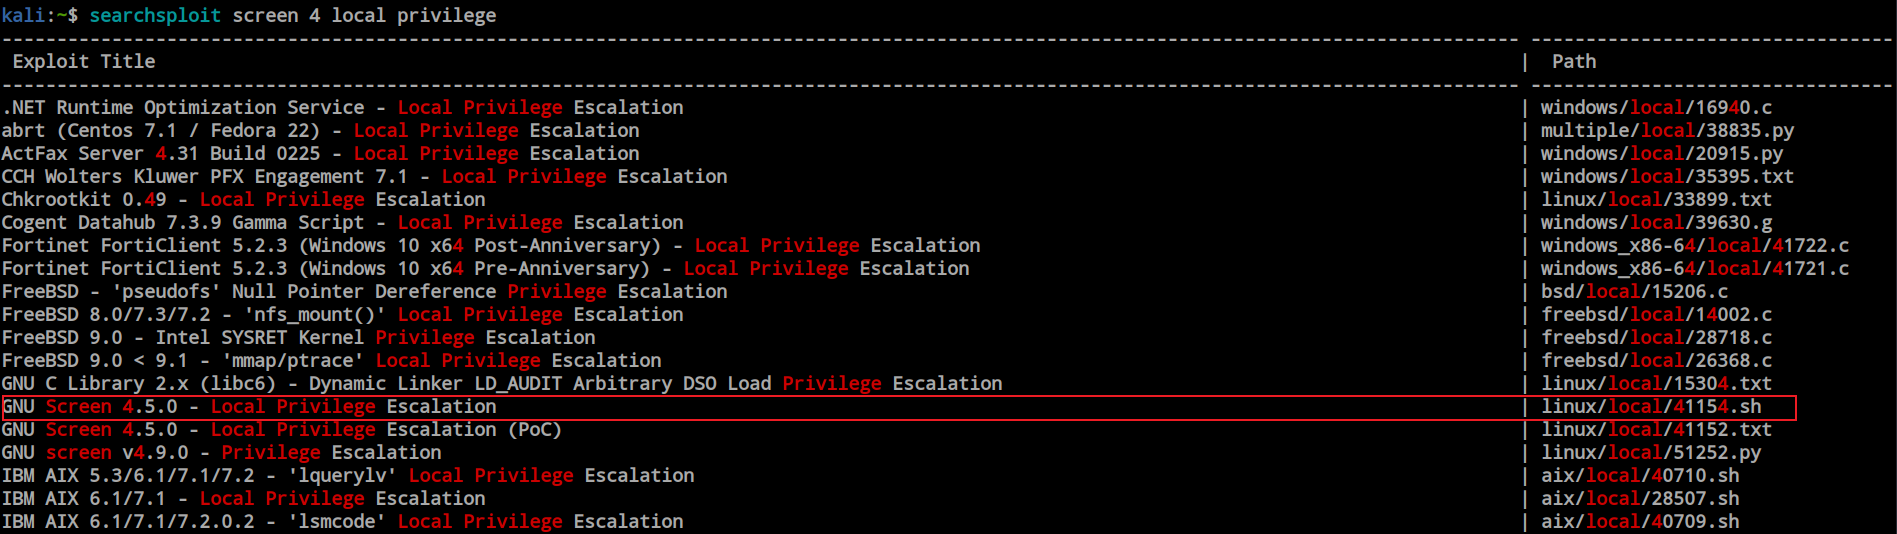 kali:~$ searchsploit screen 4 local privilege
------------------------------------------------------------------------------------------------------------------------------------------ ---------------------------------
 Exploit Title | Path
------------------------------------------------------------------------------------------------------------------------------------------ ---------------------------------
.NET Runtime Optimization Service - Local Privilege Escalation | windows/local/16940.c
abrt (Centos 7.1 / Fedora 22) - Local Privilege Escalation | multiple/local/38835.py
ActFax Server 4.31 Build 0225 - Local Privilege Escalation | windows/local/20915.py
CCH Wolters Kluwer PFX Engagement 7.1 - Local Privilege Escalation | windows/local/35395.txt
Chkrootkit 0.49 - Local Privilege Escalation | linux/local/33899.txt
Cogent Datahub 7.3.9 Gamma Script - Local Privilege Escalation | windows/local/39630.g
Fortinet FortiClient 5.2.3 (Windows 10 x64 Post-Anniversary) - Local Privilege Escalation | windows_x86-64/local/41722.c
Fortinet FortiClient 5.2.3 (Windows 10 x64 Pre-Anniversary) - Local Privilege Escalation | windows_x86-64/local/41721.c
FreeBSD - 'pseudofs' Null Pointer Dereference Privilege Escalation | bsd/local/15206.c
FreeBSD 8.0/7.3/7.2 - 'nfs_mount()' Local Privilege Escalation | freebsd/local/14002.c
FreeBSD 9.0 - Intel SYSRET Kernel Privilege Escalation | freebsd/local/28718.c
FreeBSD 9.0 < 9.1 - 'mmap/ptrace' Local Privilege Escalation | freebsd/local/26368.c
GNU C Library 2.x (libc6) - Dynamic Linker LD_AUDIT Arbitrary DSO Load Privilege Escalation | linux/local/15304.txt
GNU Screen 4.5.0 - Local Privilege Escalation | linux/local/41154.sh
GNU Screen 4.5.0 - Local Privilege Escalation (PoC) | linux/local/41152.txt
GNU screen v4.9.0 - Privilege Escalation | linux/local/51252.py
IBM AIX 5.3/6.1/7.1/7.2 - 'lquerylv' Local Privilege Escalation | aix/local/40710.sh
IBM AIX 6.1/7.1 - Local Privilege Escalation | aix/local/28507.sh
IBM AIX 6.1/7.1/7.2.0.2 - 'lsmcode' Local Privilege Escalation | aix/local/40709.sh